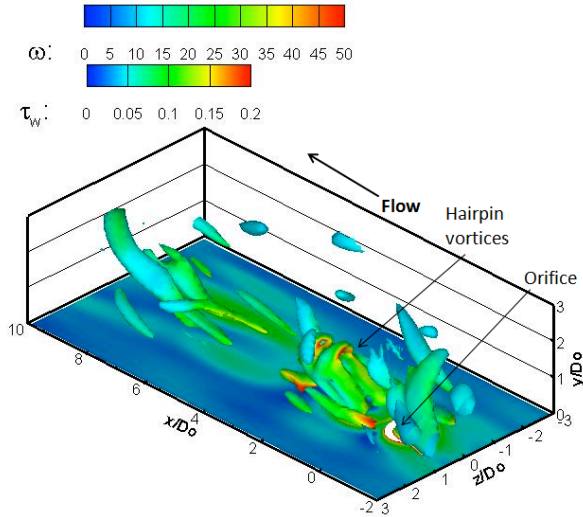 0 5 10 15 20 25 30 35 40 45 50
ω:
τw: 0 0.05 0.1 0.15 0.2
Flow
Hairpin
vortices
Orifice
3
2
1
0
y/Do
10
8
6
4
2
0
-2
x/Do
3
2
1
0
-1
-2
-3
z/Do